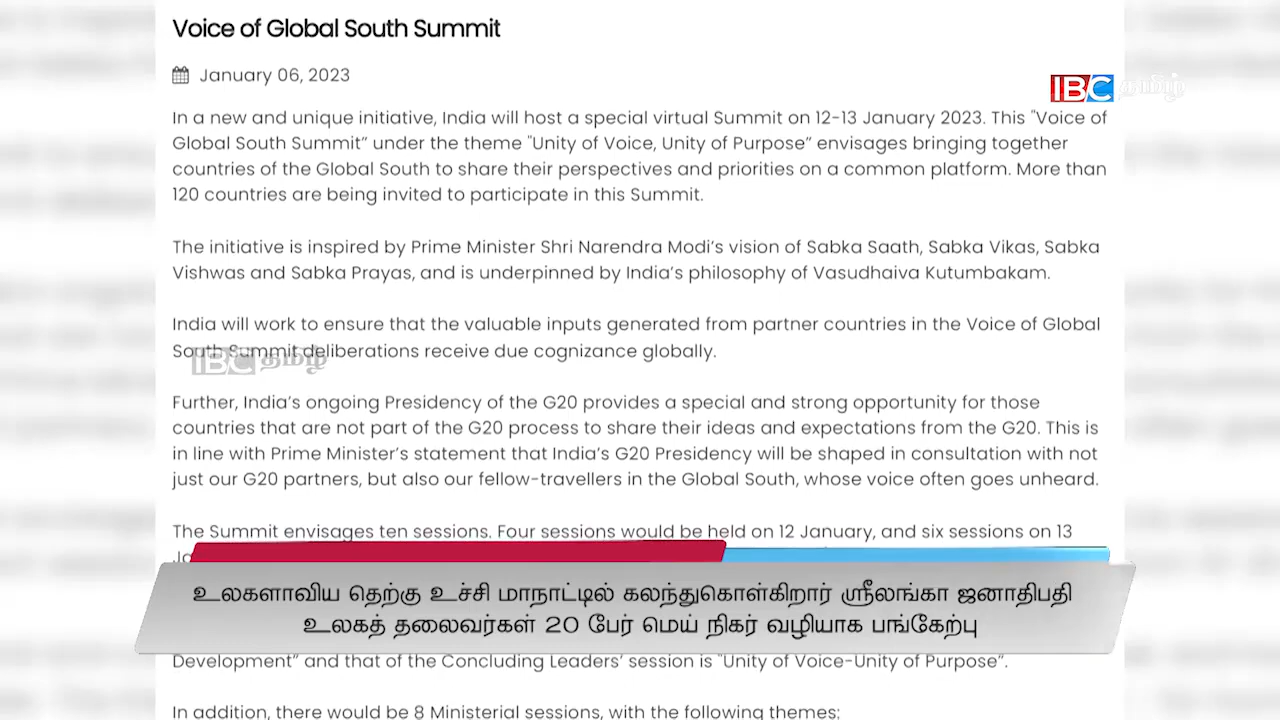 Voice of Global South Summit
January 06, 2023
IBC தமிழ்
In a new and unique initiative, India will host a special virtual Summit on 12-13 January 2023. This "Voice of
Global South Summit” under the theme "Unity of Voice, Unity of Purpose” envisages bringing together
countries of the Global South to share their perspectives and priorities on a common platform. More than
120 countries are being invited to participate in this Summit.
The initiative is inspired by Prime Minister Shri Narendra Modi’s vision of Sabka Saath, Sabka Vikas, Sabka
Vishwas and Sabka Prayas, and is underpinned by India’s philosophy of Vasudhaiva Kutumbakam.
India will work to ensure that the valuable inputs generated from partner countries in the Voice of Global
South Summit deliberations receive due cognizance globally.
IBC தமிழ்
Further, India’s ongoing Presidency of the G20 provides a special and strong opportunity for those
countries that are not part of the G20 process to share their ideas and expectations from the G20. This is
in line with Prime Minister’s statement that India’s G20 Presidency will be shaped in consultation with not
just our G20 partners, but also our fellow-travellers in the Global South, whose voice often goes unheard.
The Summit envisages ten sessions. Four sessions would be held on 12 January, and six sessions on 13
உலகளாவிய தெற்கு உச்சி மாநாட்டில் கலந்துகொள்கிறார் ஸ்ரீலங்கா ஜனாதிபதி
உலகத் தலைவர்கள் 20 பேர் மெய் நிகர் வழியாக பங்கேற்பு
Development” and that of the Concluding Leaders’ session is "Unity of Voice-Unity of Purpose”.
In addition, there would be 8 Ministerial sessions, with the following themes: